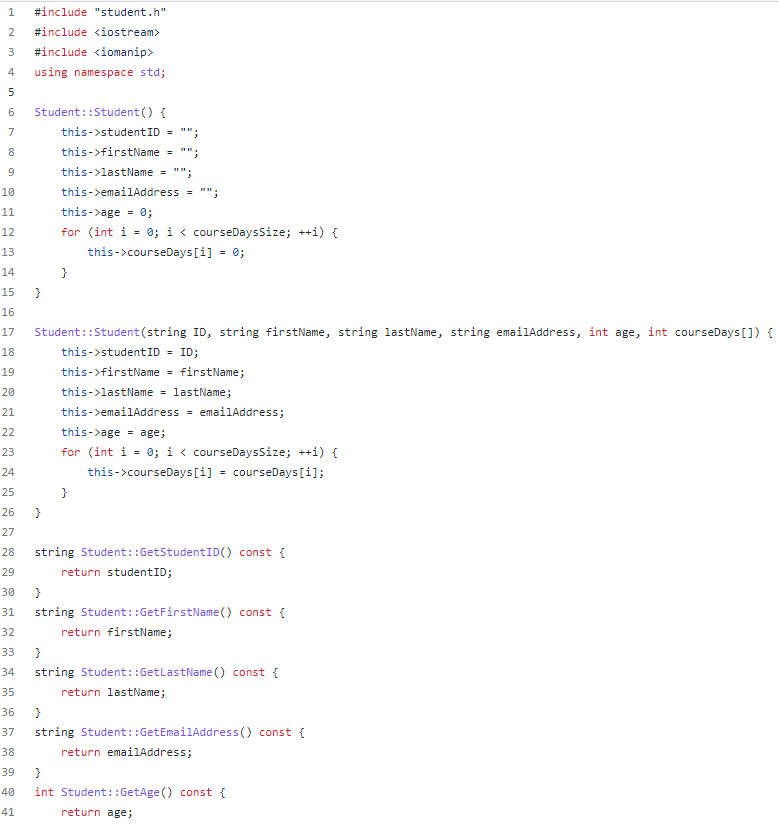 1 #include "student.h"
2 #include <iostream>
3 #include <iomanip>
4 using namespace std;
5
6 Student::Student() {
7     this->studentID = "";
8     this->firstName = "";
9     this->lastName = "";
10     this->emailAddress = "";
11     this->age = 0;
12     for (int i = 0; i < courseDaysSize; ++i) {
13         this->courseDays[i] = 0;
14     }
15 }
16
17 Student::Student(string ID, string firstName, string lastName, string emailAddress, int age, int courseDays[]) {
18     this->studentID = ID;
19     this->firstName = firstName;
20     this->lastName = lastName;
21     this->emailAddress = emailAddress;
22     this->age = age;
23     for (int i = 0; i < courseDaysSize; ++i) {
24         this->courseDays[i] = courseDays[i];
25     }
26 }
27
28 string Student::GetStudentID() const {
29     return studentID;
30 }
31 string Student::GetFirstName() const {
32     return firstName;
33 }
34 string Student::GetLastName() const {
35     return lastName;
36 }
37 string Student::GetEmailAddress() const {
38     return emailAddress;
39 }
40 int Student::GetAge() const {
41     return age;